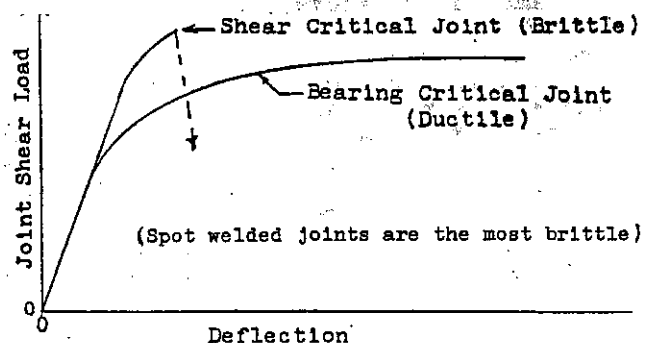 Shear Critical Joint (Brittle)
Bearing Critical Joint
(Ductile)
Joint Shear Load
(Spot welded joints are the most brittle)
0
0
Deflection